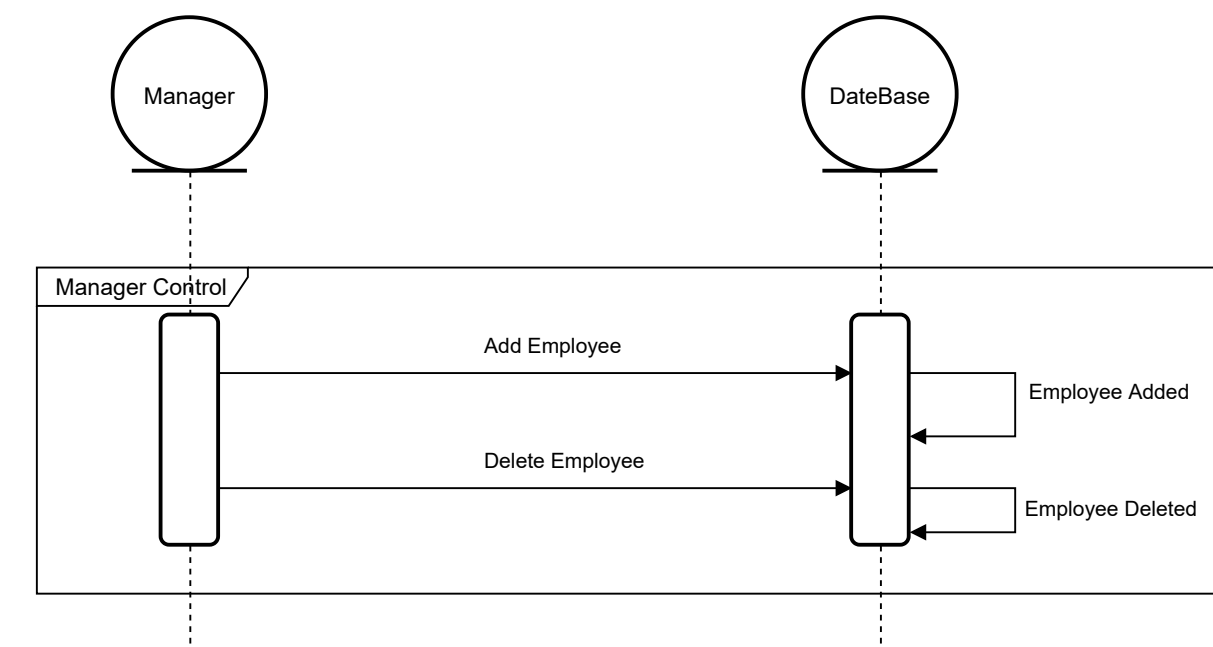 Manager
DateBase
Manager Control
Add Employee
Employee Added
Delete Employee
Employee Deleted